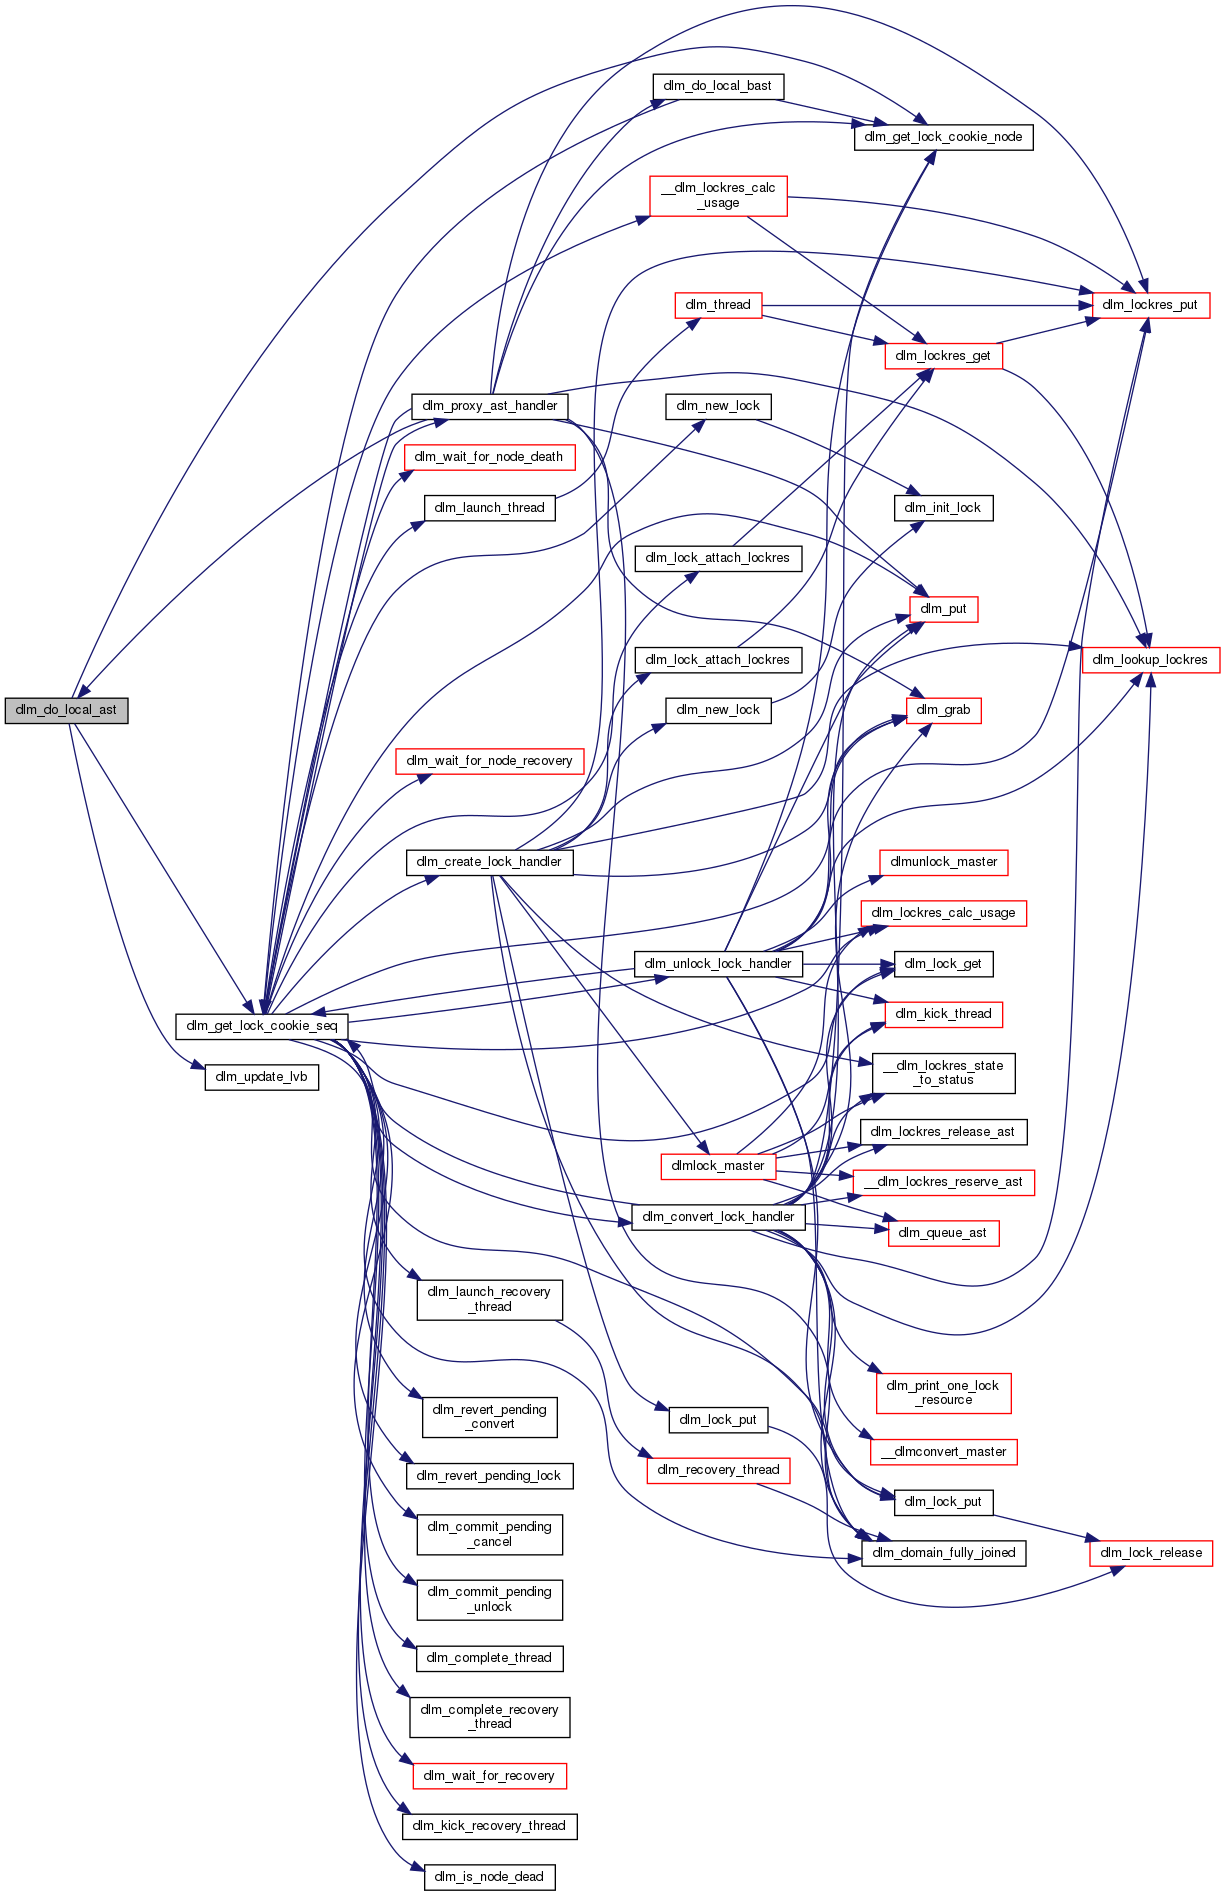 dlm_do_local_bast
dlm_get_lock_cookie_node
__dlm_lockres_calc
_usage
dlm_thread
dlm_lockres_put
dlm_lockres_get
dlm_proxy_ast_handler
dlm_new_lock
dlm_wait_for_node_death
dlm_launch_thread
dlm_init_lock
dlm_lock_attach_lockres
dlm_put
dlm_lock_attach_lockres
dlm_lookup_lockres
dlm_do_local_ast
dlm_new_lock
dlm_grab
dlm_wait_for_node_recovery
dlm_create_lock_handler
dlmunlock_master
dlm_lockres_calc_usage
dlm_unlock_lock_handler
dlm_lock_get
dlm_kick_thread
dlm_get_lock_cookie_seq
dlm_update_lvb
__dlm_lockres_state
_to_status
dlm_lockres_release_ast
dlmlock_master
__dlm_lockres_reserve_ast
dlm_convert_lock_handler
dlm_queue_ast
dlm_launch_recovery
_thread
dlm_print_one_lock
_resource
dlm_revert_pending
_convert
dlm_lock_put
__dlmconvert_master
dlm_revert_pending_lock
dlm_recovery_thread
dlm_lock_put
dlm_commit_pending
_cancel
dlm_domain_fully_joined
dlm_lock_release
dlm_commit_pending
_unlock
dlm_complete_thread
dlm_complete_recovery
_thread
dlm_wait_for_recovery
dlm_kick_recovery_thread
dlm_is_node_dead